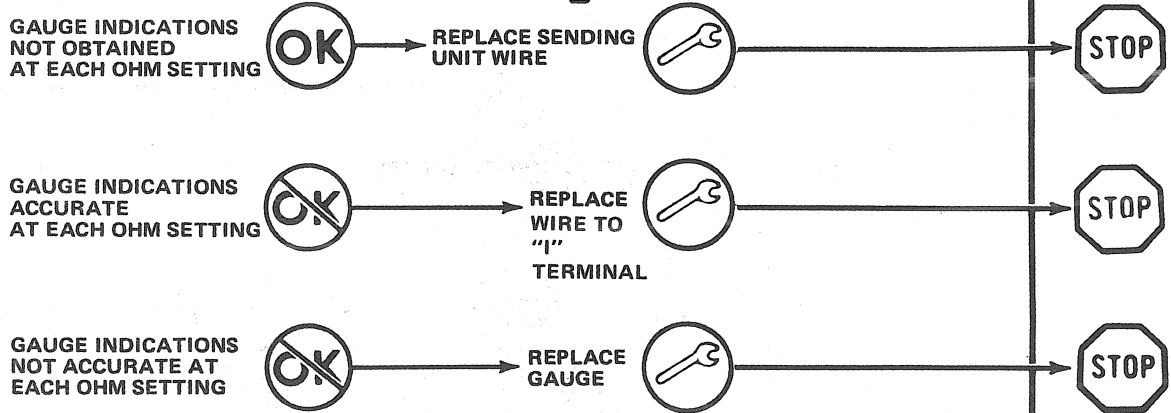 GAUGE INDICATIONS
NOT OBTAINED
AT EACH OHM SETTING
OK
REPLACE SENDING
UNIT WIRE
STOP
GAUGE INDICATIONS
ACCURATE
AT EACH OHM SETTING
OK
REPLACE
WIRE TO
"I"
TERMINAL
STOP
GAUGE INDICATIONS
NOT ACCURATE AT
EACH OHM SETTING
OK
REPLACE
GAUGE
STOP